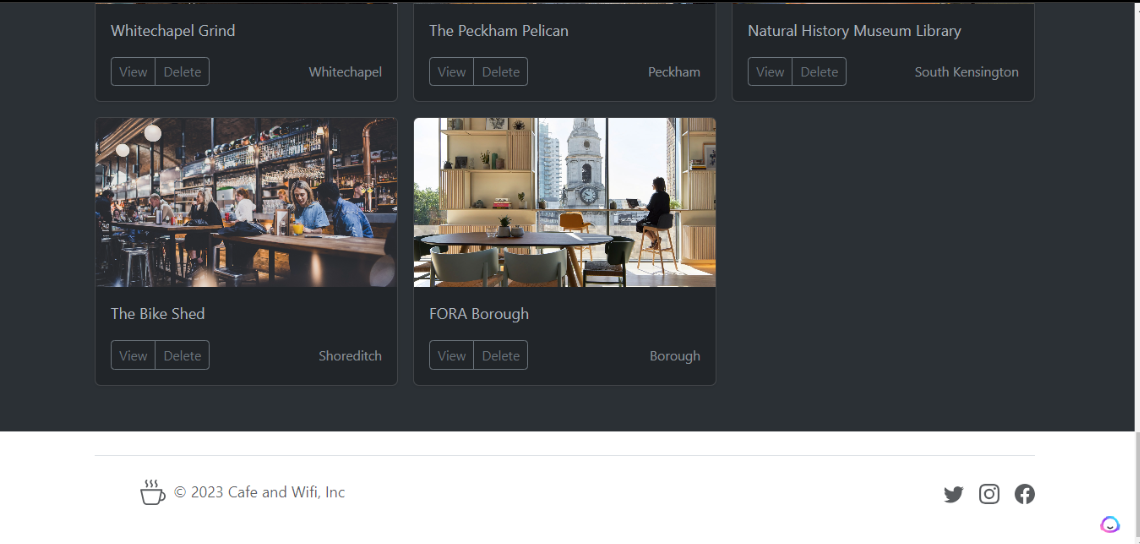 Whitechapel Grind
The Peckham Pelican
Natural History Museum Library
View Delete Whitechapel
View Delete Peckham
View Delete South Kensington
The Bike Shed
FORA Borough
View Delete Shoreditch
View Delete Borough
© 2023 Cafe and Wifi, Inc